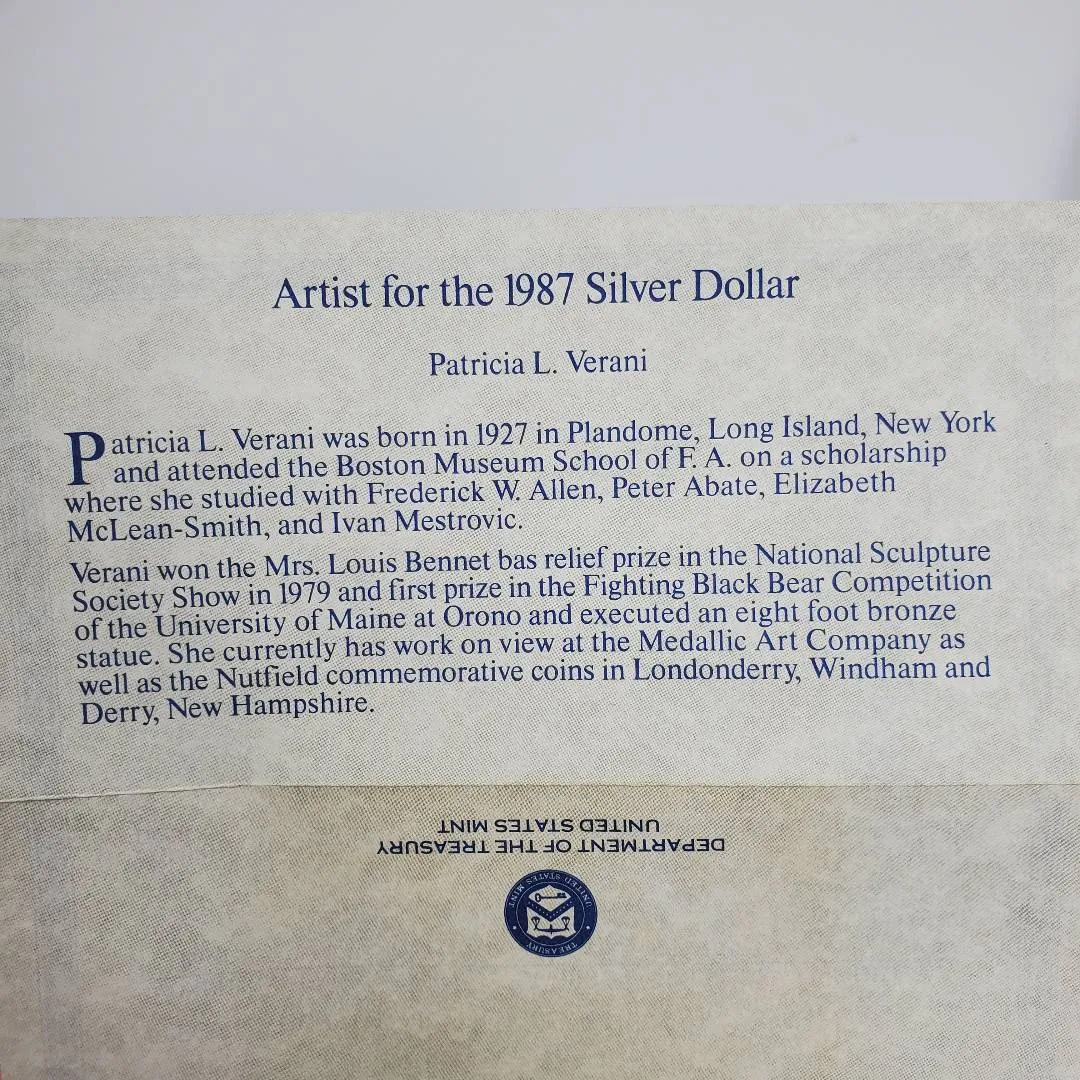 Artist for the 1987 Silver Dollar
Patricia L. Verani
Patricia L. Verani was born in 1927 in Plandome, Long Island, New York
and attended the Boston Museum School of F. A. on a scholarship
where she studied with Frederick W. Allen, Peter Abate, Elizabeth
McLean-Smith, and Ivan Mestrovic.
Verani won the Mrs. Louis Bennet bas relief prize in the National Sculpture
Society Show in 1979 and first prize in the Fighting Black Bear Competition
of the University of Maine at Orono and executed an eight foot bronze
statue. She currently has work on view at the Medallic Art Company as
well as the Nutfield commemorative coins in Londonderry, Windham and
Derry, New Hampshire.
DEPARTMENT OF THE TREASURY
UNITED STATES MINT
TREASURY
UNITED STATES MINT